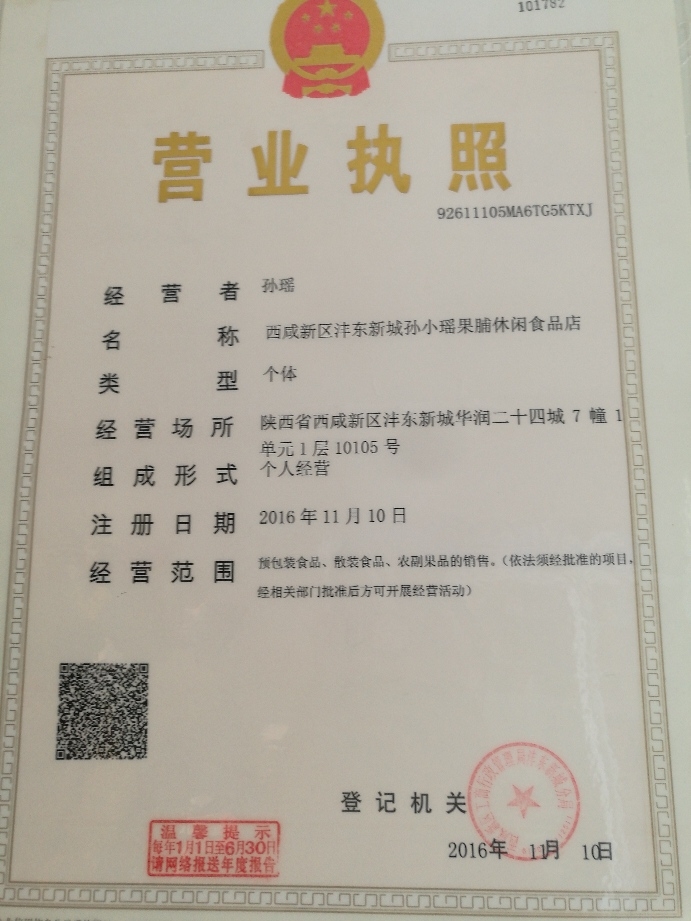 101782
营业执照
92611105MA6TG5KTXJ
经营者 孙瑶
名称 西咸新区沣东新城孙小瑶果脯休闲食品店
类型 个体
经营场所 陕西省西咸新区沣东新城华润二十四城 7 幢 1
单元 1 层 10105 号
组成形式 个人经营
注册日期 2016 年 11 月 10 日
经营范围 预包装食品、散装食品、农副果品的销售。（依法须经批准的项目，
经相关部门批准后方可开展经营活动）
登记机关
温馨提示
每年1月1日至6月30日
请网络报送年度报告
2016年 11月 10日